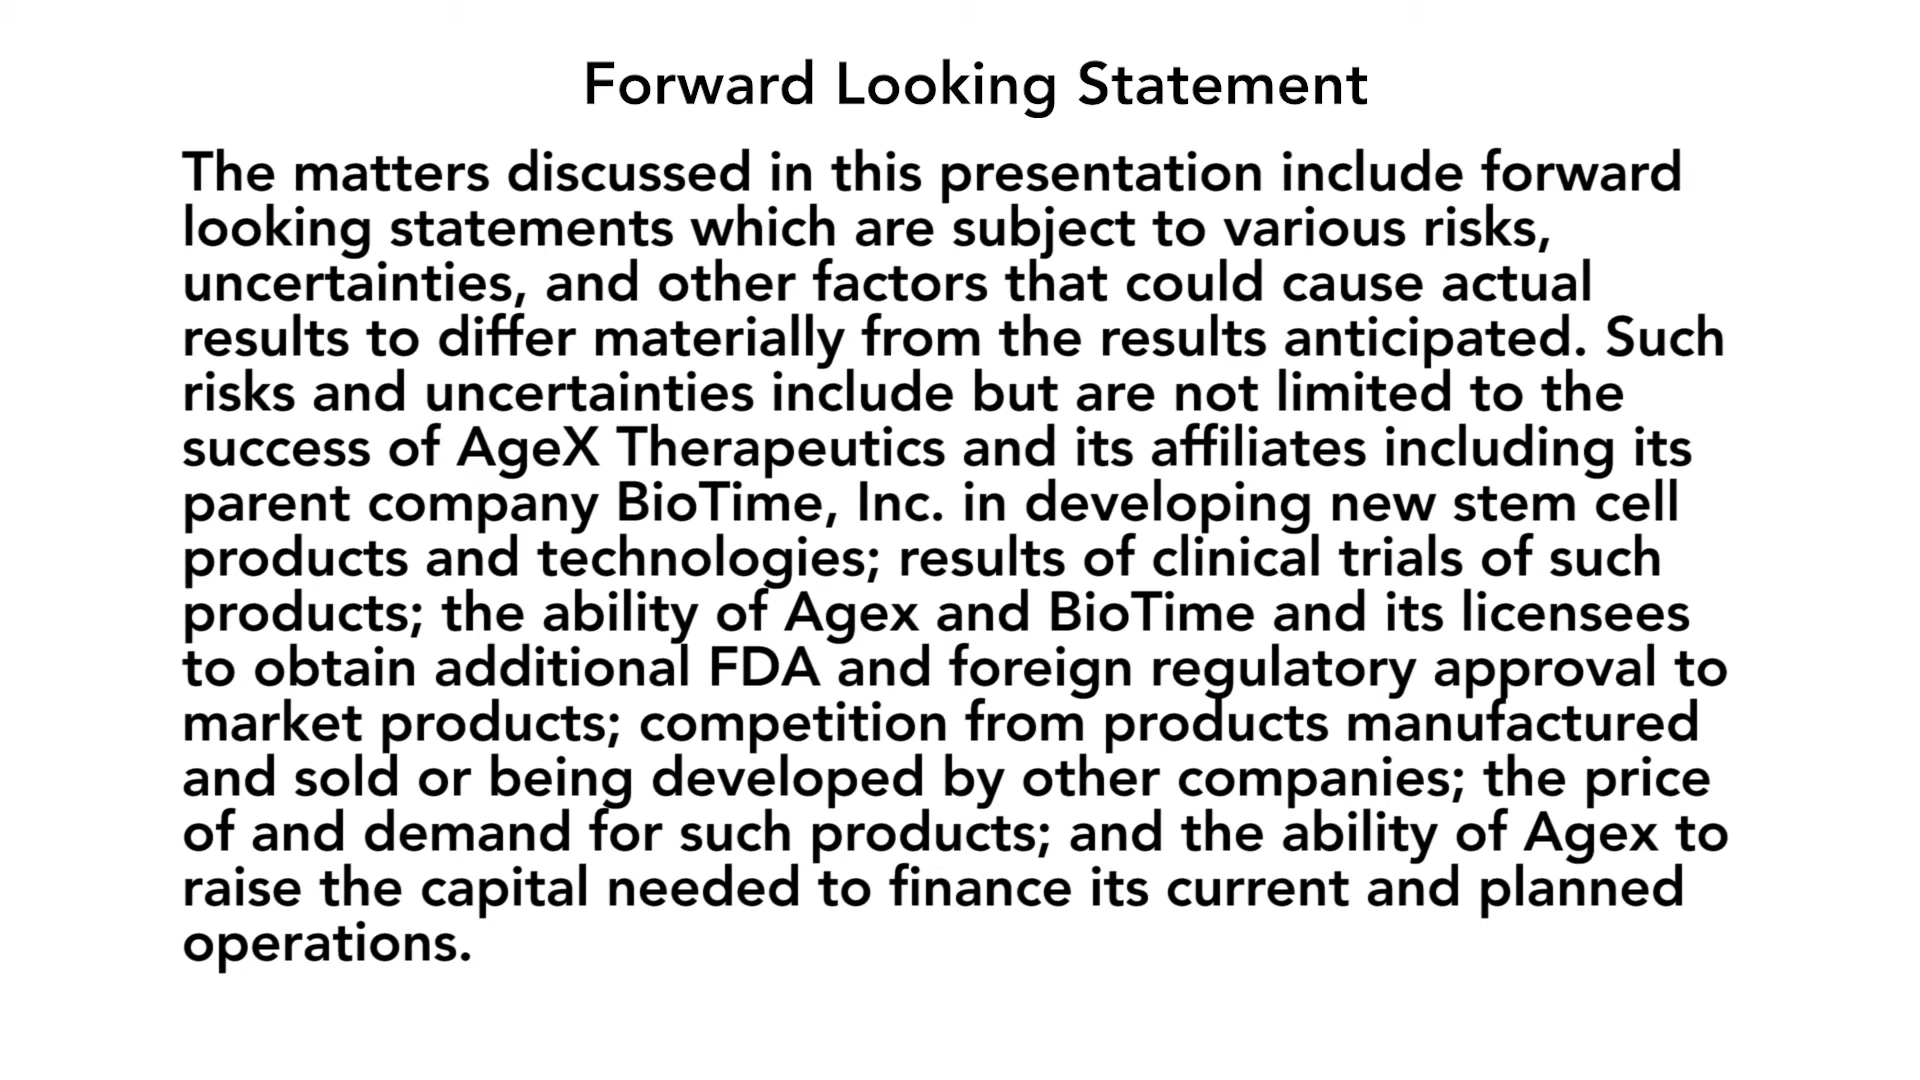 Forward Looking Statement
The matters discussed in this presentation include forward
looking statements which are subject to various risks,
uncertainties, and other factors that could cause actual
results to differ materially from the results anticipated. Such
risks and uncertainties include but are not limited to the
success of AgeX Therapeutics and its affiliates including its
parent company BioTime, Inc. in developing new stem cell
products and technologies; results of clinical trials of such
products; the ability of Agex and BioTime and its licensees
to obtain additional FDA and foreign regulatory approval to
market products; competition from products manufactured
and sold or being developed by other companies; the price
of and demand for such products; and the ability of Agex to
raise the capital needed to finance its current and planned
operations.